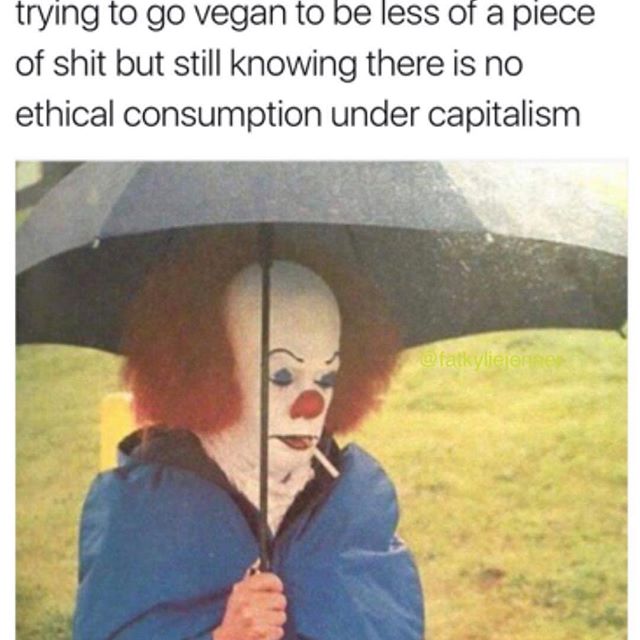 trying to go vegan to be less of a piece
of shit but still knowing there is no
ethical consumption under capitalism
@fatkyliejenner